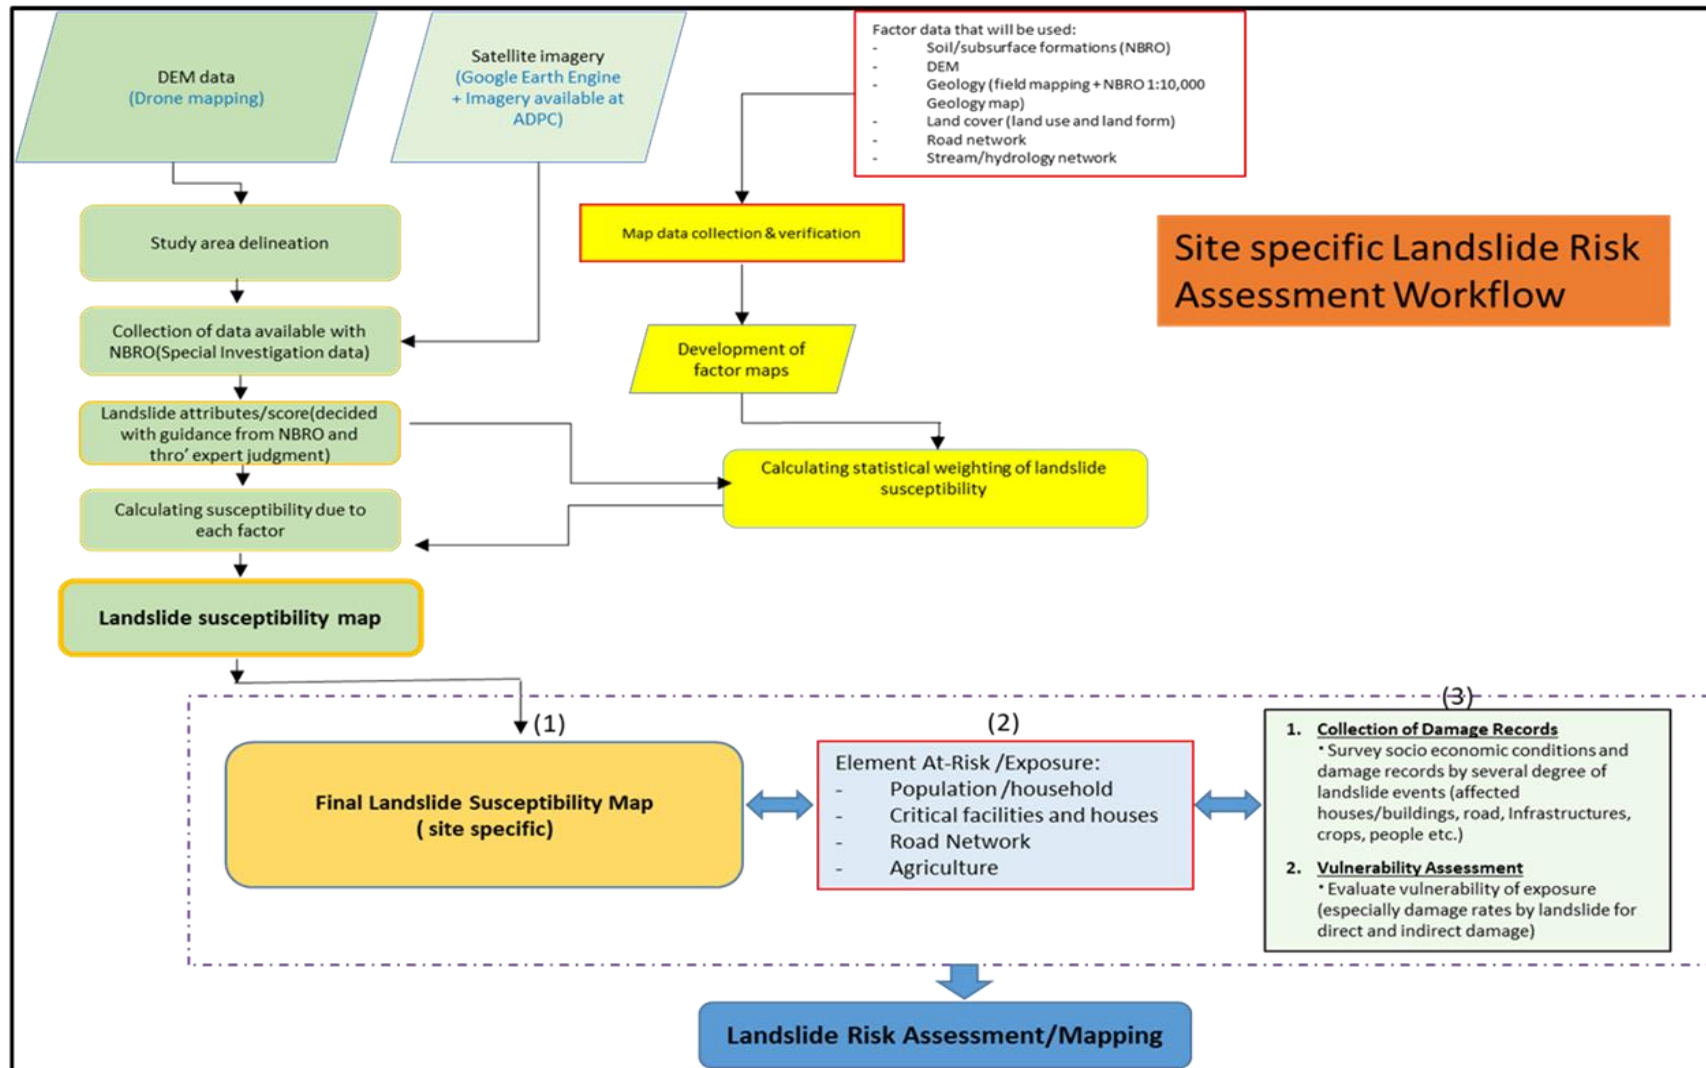 DEM data
(Drone mapping)
Satellite imagery
(Google Earth Engine
+ Imagery available at
ADPC)
Factor data that will be used:
- Soil/subsurface formations (NBRO)
- DEM
- Geology (field mapping + NBRO 1:10,000
Geology map)
- Land cover (land use and land form)
- Road network
- Stream/hydrology network
Study area delineation
Map data collection & verification
Site specific Landslide Risk
Assessment Workflow
Collection of data available with
NBRO(Special Investigation data)
Development of
factor maps
Landslide attributes/score(decided
with guidance from NBRO and
thro' expert judgment)
Calculating statistical weighting of landslide
susceptibility
Calculating susceptibility due to
each factor
Landslide susceptibility map
(1)
Final Landslide Susceptibility Map
( site specific)
(2)
Element At-Risk /Exposure:
- Population /household
- Critical facilities and houses
- Road Network
- Agriculture
(3)
1. Collection of Damage Records
・Survey socio economic conditions and
damage records by several degree of
landslide events (affected
houses/buildings, road, Infrastructures,
crops, people etc.)
2. Vulnerability Assessment
・Evaluate vulnerability of exposure
(especially damage rates by landslide for
direct and indirect damage)
Landslide Risk Assessment/Mapping